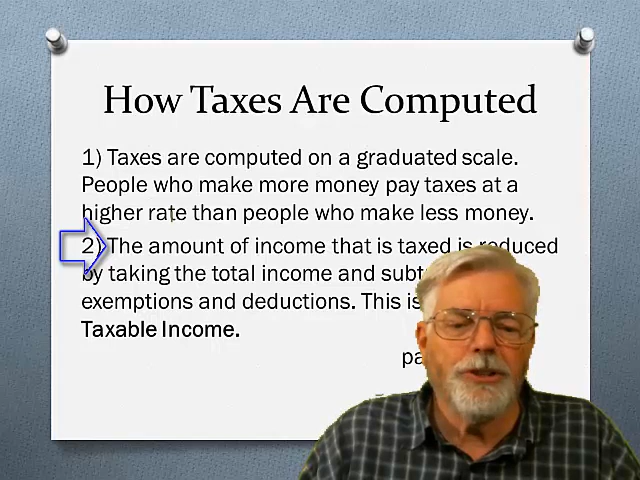 How Taxes Are Computed
1) Taxes are computed on a graduated scale.
People who make more money pay taxes at a
higher rate than people who make less money.
2) The amount of income that is taxed is reduced
by taking the total income and
exemptions and deductions. This is
Taxable Income.